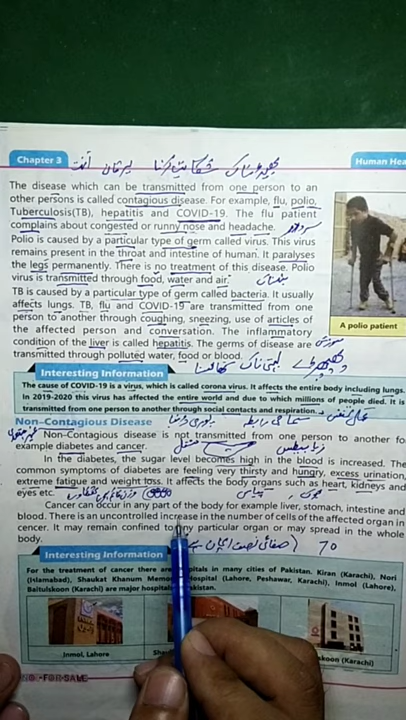 Chapter 3
Human Hea
The disease which can be transmitted from one person to an
other persons is called contagious disease. For example, flu, polio,
Tuberculosis(TB), hepatitis and COVID-19. The flu patient
complains about congested or runny nose and headache.
Polio is caused by a particular type of germ called virus. This virus
remains present in the throat and intestine of human. It paralyses
the legs permanently. There is no treatment of this disease. Polio
virus is transmitted through food, water and air.
TB is caused by a particular type of germ called bacteria. It usually
affects lungs. TB, flu and COVID-19 are transmitted from one
person to another through coughing, sneezing, use of articles of
the affected person and conversation. The inflammatory
condition of the liver is called hepatitis. The germs of disease are
transmitted through polluted water, food or blood.
A polio patient
Interesting Information
The cause of COVID-19 is a virus, which is called corona virus. It affects the entire body including lungs.
In 2019-2020 this virus has affected the entire world and due to which millions of people died. It is
transmitted from one person to another through social contacts and respiration.
Non-Contagious Disease
Non-Contagious disease is not transmitted from one person to another for
example diabetes and cancer.
In the diabetes, the sugar level becomes high in the blood is increased. The
common symptoms of diabetes are feeling very thirsty and hungry, excess urination,
extreme fatigue and weight loss. It affects the Body organs such as heart, kidneys and
eyes etc.
Cancer can occur in any part of the body for example liver, stomach, intestine and
blood. There is an uncontrolled increase in the number of cells of the affected organ in
cancer. It may remain confined to any particular organ or may spread in the whole
body.
Interesting Information
For the treatment of cancer there are hospitals in many cities of Pakistan. Kiran (Karachi), Nori
(Islamabad), Shaukat Khanum Memorial Hospital (Lahore, Peshawar, Karachi), Inmol (Lahore),
Baitulskoon (Karachi) are major hospitals Pakistan.
Inmol, Lahore
koon (Karachi)
NOT-FOR SALE